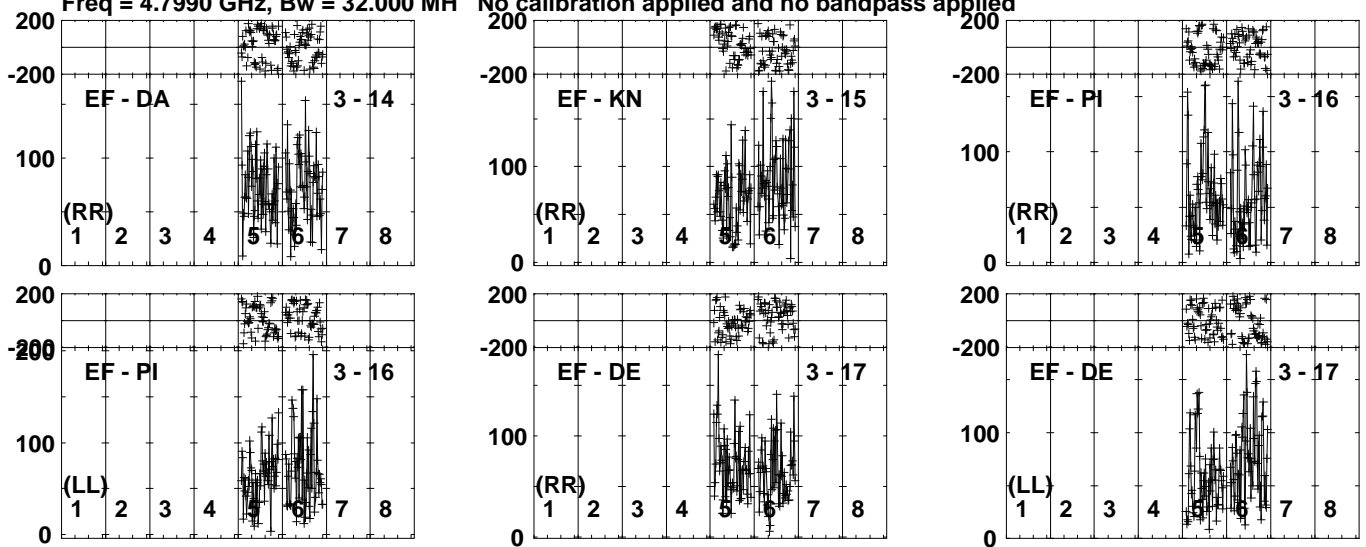 Freq = 4.7990 GHz, Bw = 32.000 MH No calibration applied and no bandpass applied
200
-200
EF - DA 3 - 14
100
(RR)
1 2 3 4 5 6 7 8
0
200
-200
EF - KN 3 - 15
100
(RR)
1 2 3 4 5 6 7 8
0
200
-200
EF - PI 3 - 16
100
(RR)
1 2 3 4 5 6 7 8
0
200
-200
200
EF - PI 3 - 16
100
(LL)
1 2 3 4 5 6 7 8
0
200
-200
EF - DE 3 - 17
100
(RR)
1 2 3 4 5 6 7 8
0
200
-200
EF - DE 3 - 17
100
(LL)
1 2 3 4 5 6 7 8
0